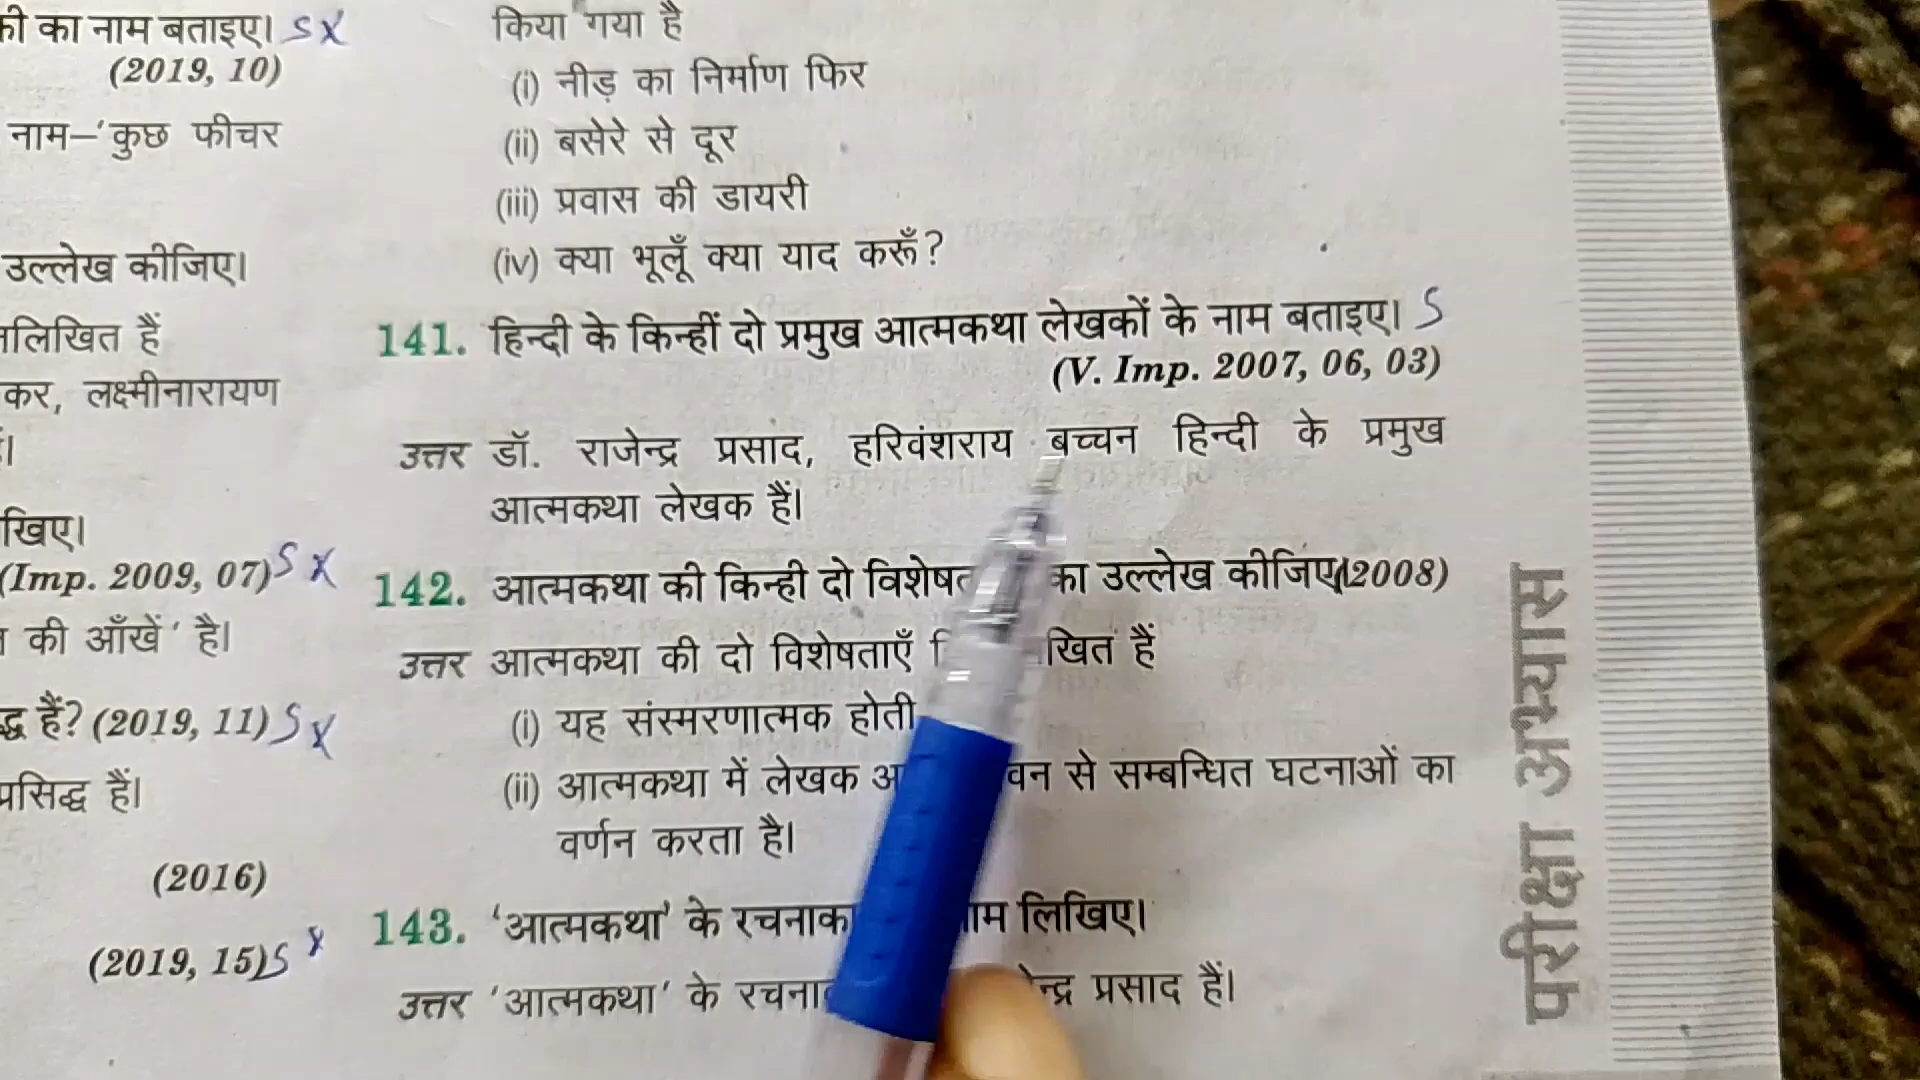 की का नाम बताइए। S X
(2019, 10)
नाम–'कुछ फीचर
उल्लेख कीजिए।
हैं
कर, लक्ष्मीनारायण
खिए।
(Imp. 2009, 07) S X
की आँखें' है।
हैं? (2019, 11) S X
प्रसिद्ध हैं।
(2016)
(2019, 15) S X
किया गया है
(i) नीड़ का निर्माण फिर
(ii) बसेरे से दूर
(iii) प्रवास की डायरी
(iv) क्या भूलूँ क्या याद करूँ?
141. हिन्दी के किन्हीं दो प्रमुख आत्मकथा लेखकों के नाम बताइए। S
(V. Imp. 2007, 06, 03)
उत्तर डॉ. राजेन्द्र प्रसाद, हरिवंशराय बच्चन हिन्दी के प्रमुख
आत्मकथा लेखक हैं।
142. आत्मकथा की किन्ही दो का उल्लेख कीजिए। (2008)
उत्तर आत्मकथा की दो विशेषताएँ खित हैं
(i) यह संस्मरणात्मक होती
(ii) आत्मकथा में लेखक वन से सम्बन्धित घटनाओं का
वर्णन करता है।
143. 'आत्मकथा' के लिखिए।
उत्तर 'आत्मकथा' के प्रसाद हैं।
परीक्षा अभ्यास